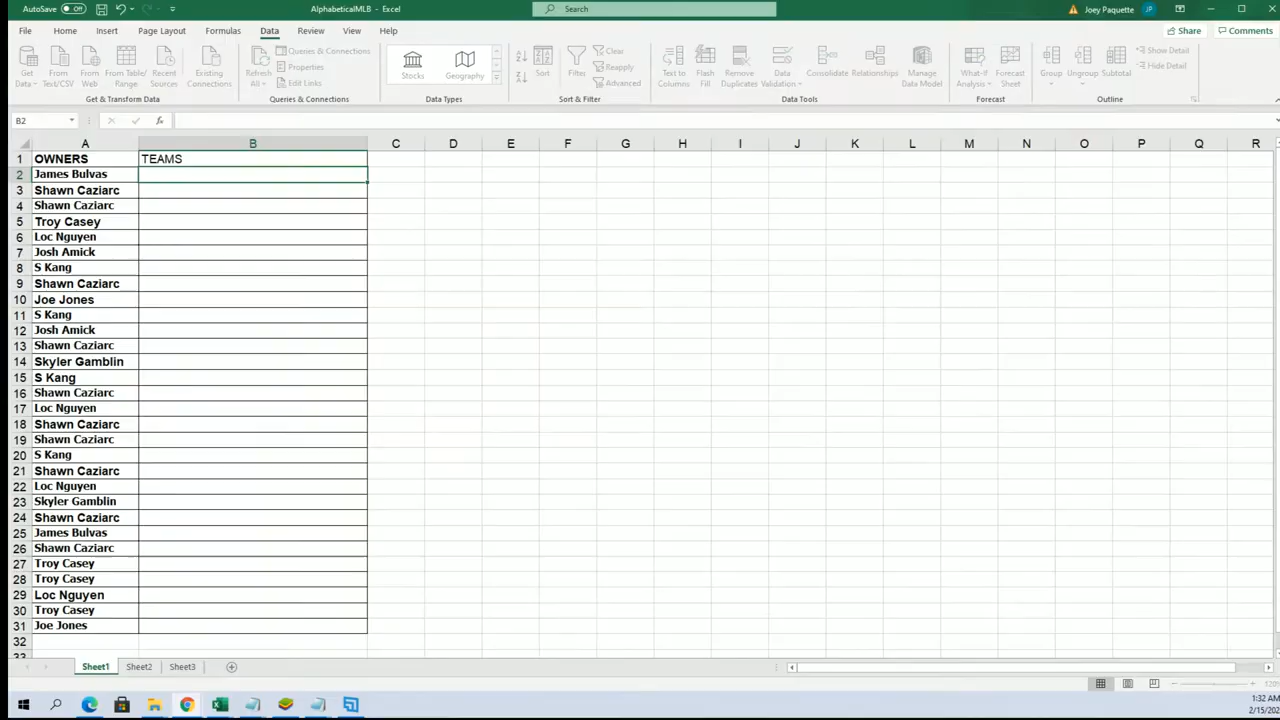 AutoSave Off AlphabeticalMLB - Excel Search Joey Paquette JP
File Home Insert Page Layout Formulas Data Review View Help Share Comments
Get Data From Text/CSV From Web From Table/Range Recent Sources Existing Connections
Refresh All Queries & Connections Properties Edit Links
Stocks Geography
Sort Filter Clear Reapply Advanced
Text to Columns Flash Fill Remove Duplicates Data Validation Consolidate Relationships Manage Data Model
What-If Analysis Forecast Sheet
Group Ungroup Subtotal Show Detail Hide Detail
Get & Transform Data Queries & Connections Data Types Sort & Filter Data Tools Forecast Outline
B2 fx
A B C D E F G H I J K L M N O P Q R
1 OWNERS TEAMS
2 James Bulvas
3 Shawn Caziarc
4 Shawn Caziarc
5 Troy Casey
6 Loc Nguyen
7 Josh Amick
8 S Kang
9 Shawn Caziarc
10 Joe Jones
11 S Kang
12 Josh Amick
13 Shawn Caziarc
14 Skyler Gamblin
15 S Kang
16 Shawn Caziarc
17 Loc Nguyen
18 Shawn Caziarc
19 Shawn Caziarc
20 S Kang
21 Shawn Caziarc
22 Loc Nguyen
23 Skyler Gamblin
24 Shawn Caziarc
25 James Bulvas
26 Shawn Caziarc
27 Troy Casey
28 Troy Casey
29 Loc Nguyen
30 Troy Casey
31 Joe Jones
32
33
Sheet1 Sheet2 Sheet3
1:32 AM
2/15/202